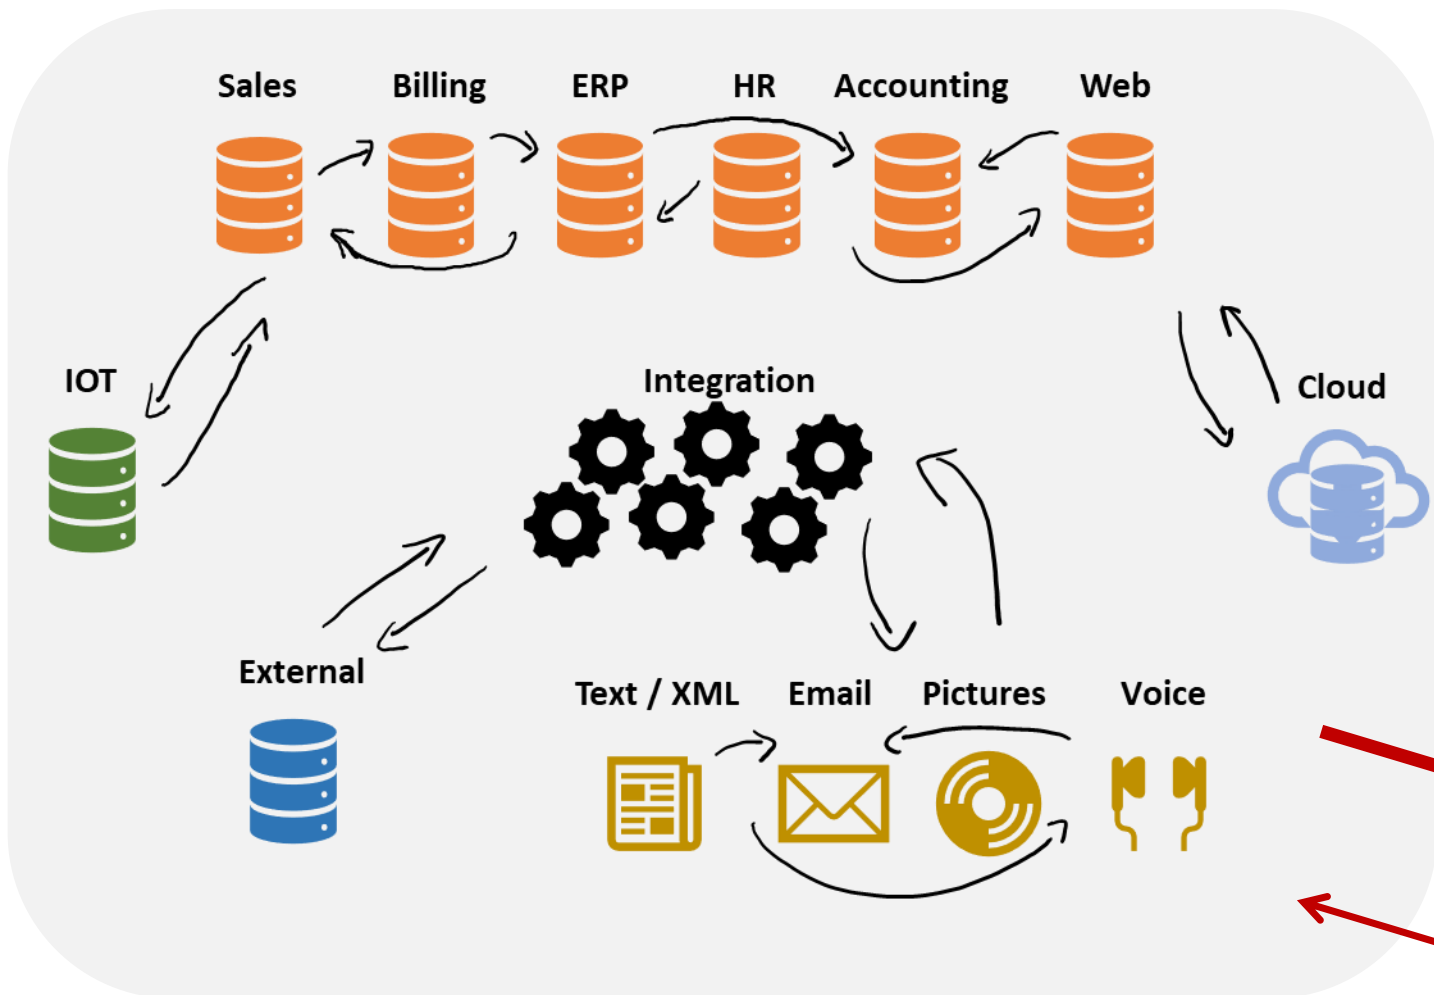 Sales Billing ERP HR Accounting Web
IOT
Integration
Cloud
External
Text / XML Email Pictures Voice